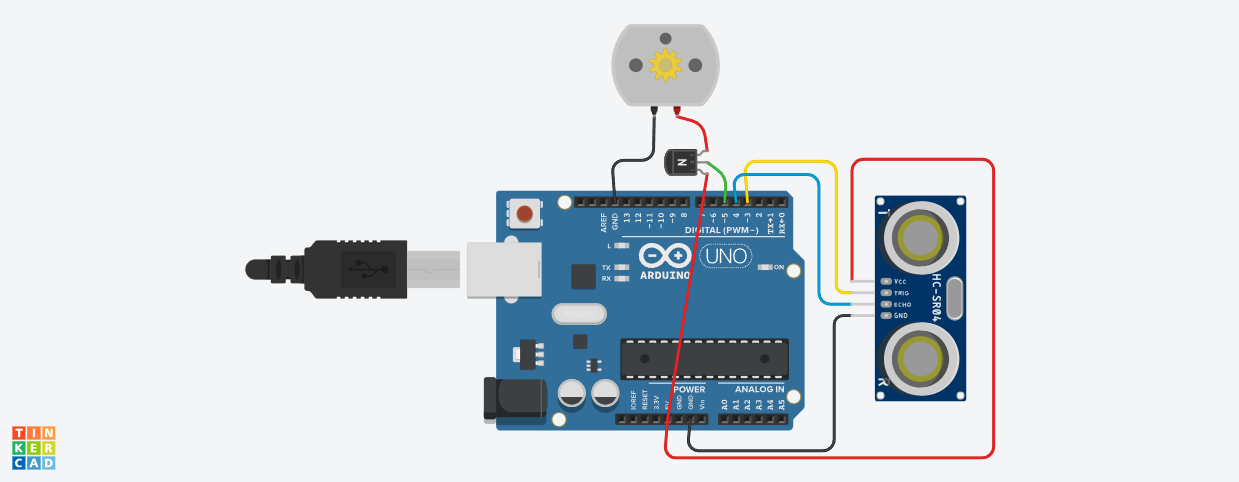 N
AREF
GND
13
12
~11
~10
~9
8
7
~6
~5
4
~3
2
TX→1
RX←0
DIGITAL (PWM~)
L
TX
RX
ARDUINO
UNO
ON
T
HC-SR04
VCC
TRIG
ECHO
GND
R
POWER
ANALOG IN
IOREF
RESET
3.3V
5V
GND
GND
Vin
A0
A1
A2
A3
A4
A5
TIN
KER
CAD